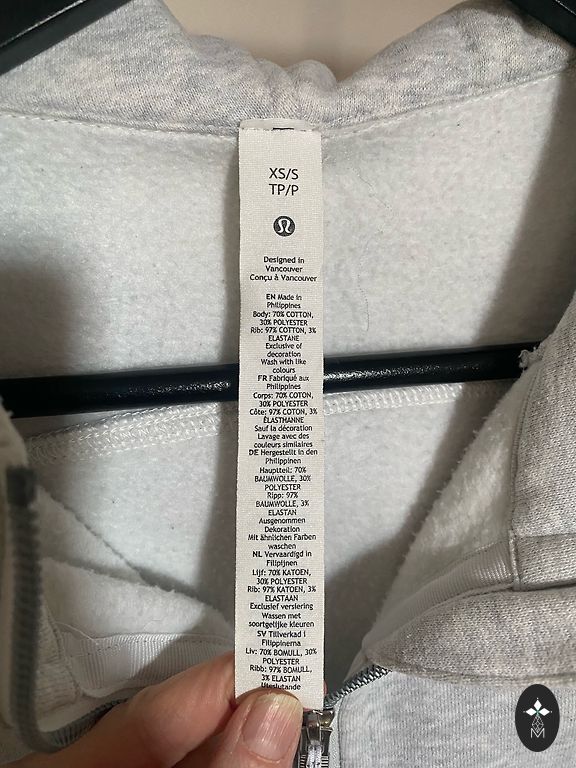 XS/S
TP/P
Designed in
Vancouver
Conçu à Vancouver
EN Made in
Philippines
Body: 70% COTTON,
30% POLYESTER
Rib: 97% COTTON, 3%
ELASTANE
Exclusive of
decoration
Wash with like
colours
FR Fabriqué aux
Philippines
Corps: 70% COTON,
30% POLYESTER
Côte: 97% COTON, 3%
ÉLASTHANNE
Sauf la décoration
Lavage avec des
couleurs similaires
DE Hergestellt in den
Philippinen
Hauptteil: 70%
BAUMWOLLE, 30%
POLYESTER
Ripp: 97%
BAUMWOLLE, 3%
ELASTAN
Ausgenommen
Dekoration
Mit ähnlichen Farben
waschen
NL Vervaardigd in
Filipijnen
Lijf: 70% KATOEN,
30% POLYESTER
Rib: 97% KATOEN, 3%
ELASTAAN
Exclusief versiering
Wassen met
soortgelijke kleuren
SV Tillverkad i
Filippinerna
Liv: 70% BOMULL, 30%
POLYESTER
Ribb: 97% BOMULL,
3% ELASTAN
Uteslutande